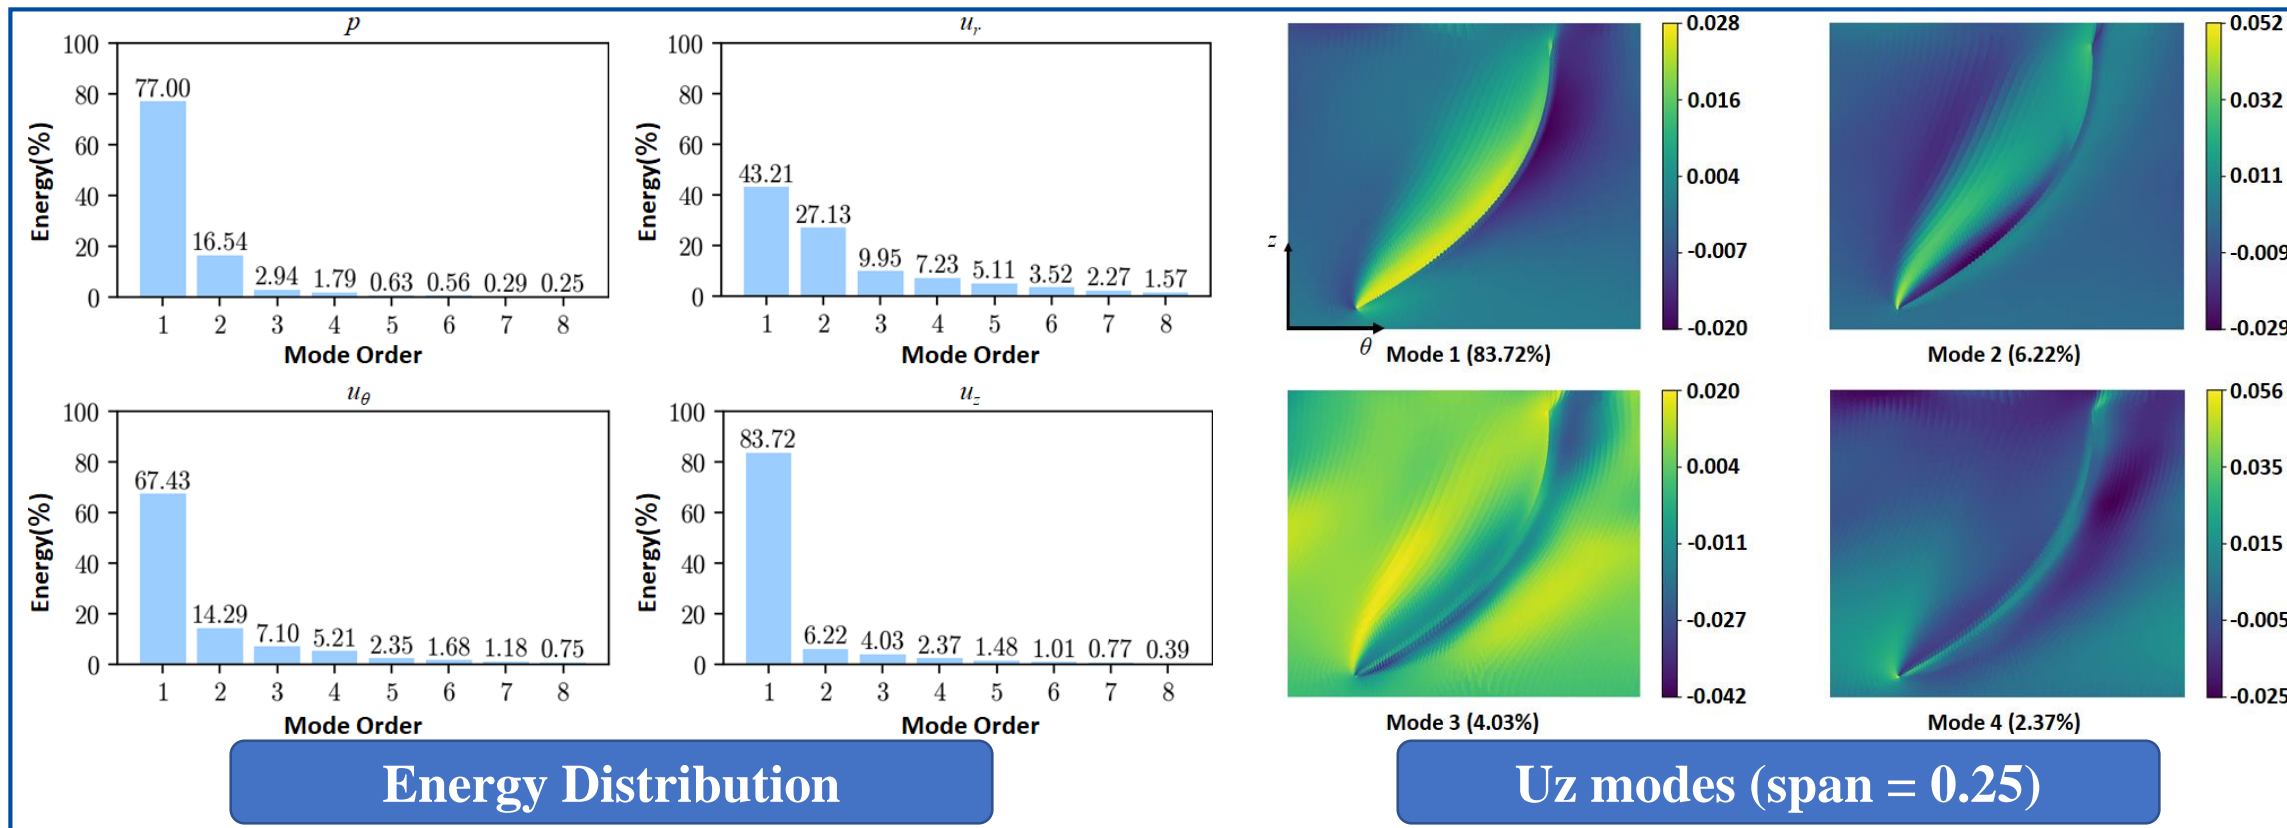 p
100
80
60
40
20
0
Energy(%)
77.00
16.54
2.94 1.79 0.63 0.56 0.29 0.25
1 2 3 4 5 6 7 8
Mode Order
u_r
100
80
60
40
20
0
Energy(%)
43.21
27.13
9.95 7.23 5.11 3.52 2.27 1.57
1 2 3 4 5 6 7 8
Mode Order
u_θ
100
80
60
40
20
0
Energy(%)
67.43
14.29
7.10 5.21 2.35 1.68 1.18 0.75
1 2 3 4 5 6 7 8
Mode Order
u_z
100
80
60
40
20
0
Energy(%)
83.72
6.22 4.03 2.37 1.48 1.01 0.77 0.39
1 2 3 4 5 6 7 8
Mode Order
Energy Distribution
z
θ
0.028
0.016
0.004
-0.007
-0.020
Mode 1 (83.72%)
0.052
0.032
0.011
-0.009
-0.029
Mode 2 (6.22%)
0.020
0.004
-0.011
-0.027
-0.042
Mode 3 (4.03%)
0.056
0.035
0.015
-0.005
-0.025
Mode 4 (2.37%)
Uz modes (span = 0.25)